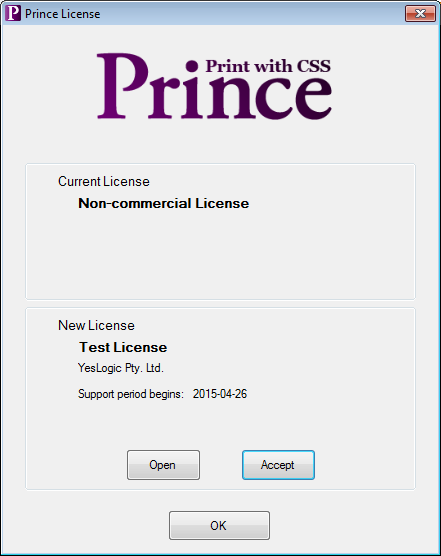 P Prince License
Print with CSS
Prince
Current License
Non-commercial License
New License
Test License
YesLogic Pty. Ltd.
Support period begins: 2015-04-26
Open Accept
OK